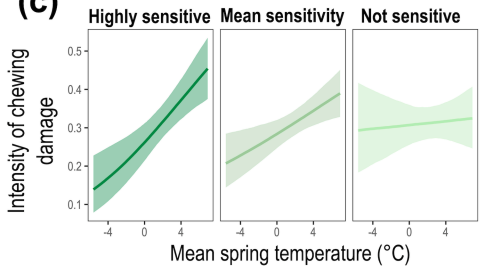 (c)
Highly sensitive Mean sensitivity Not sensitive
Intensity of chewing
damage
0.5
0.4
0.3
0.2
0.1
-4 0 4 -4 0 4 -4 0 4
Mean spring temperature (°C)